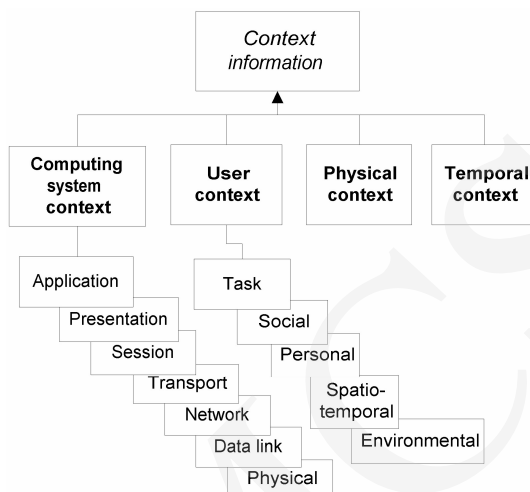 Context
information
Computing
system
context
User
context
Physical
context
Temporal
context
Application
Presentation
Session
Transport
Network
Data link
Physical
Task
Social
Personal
Spatio-
temporal
Environmental